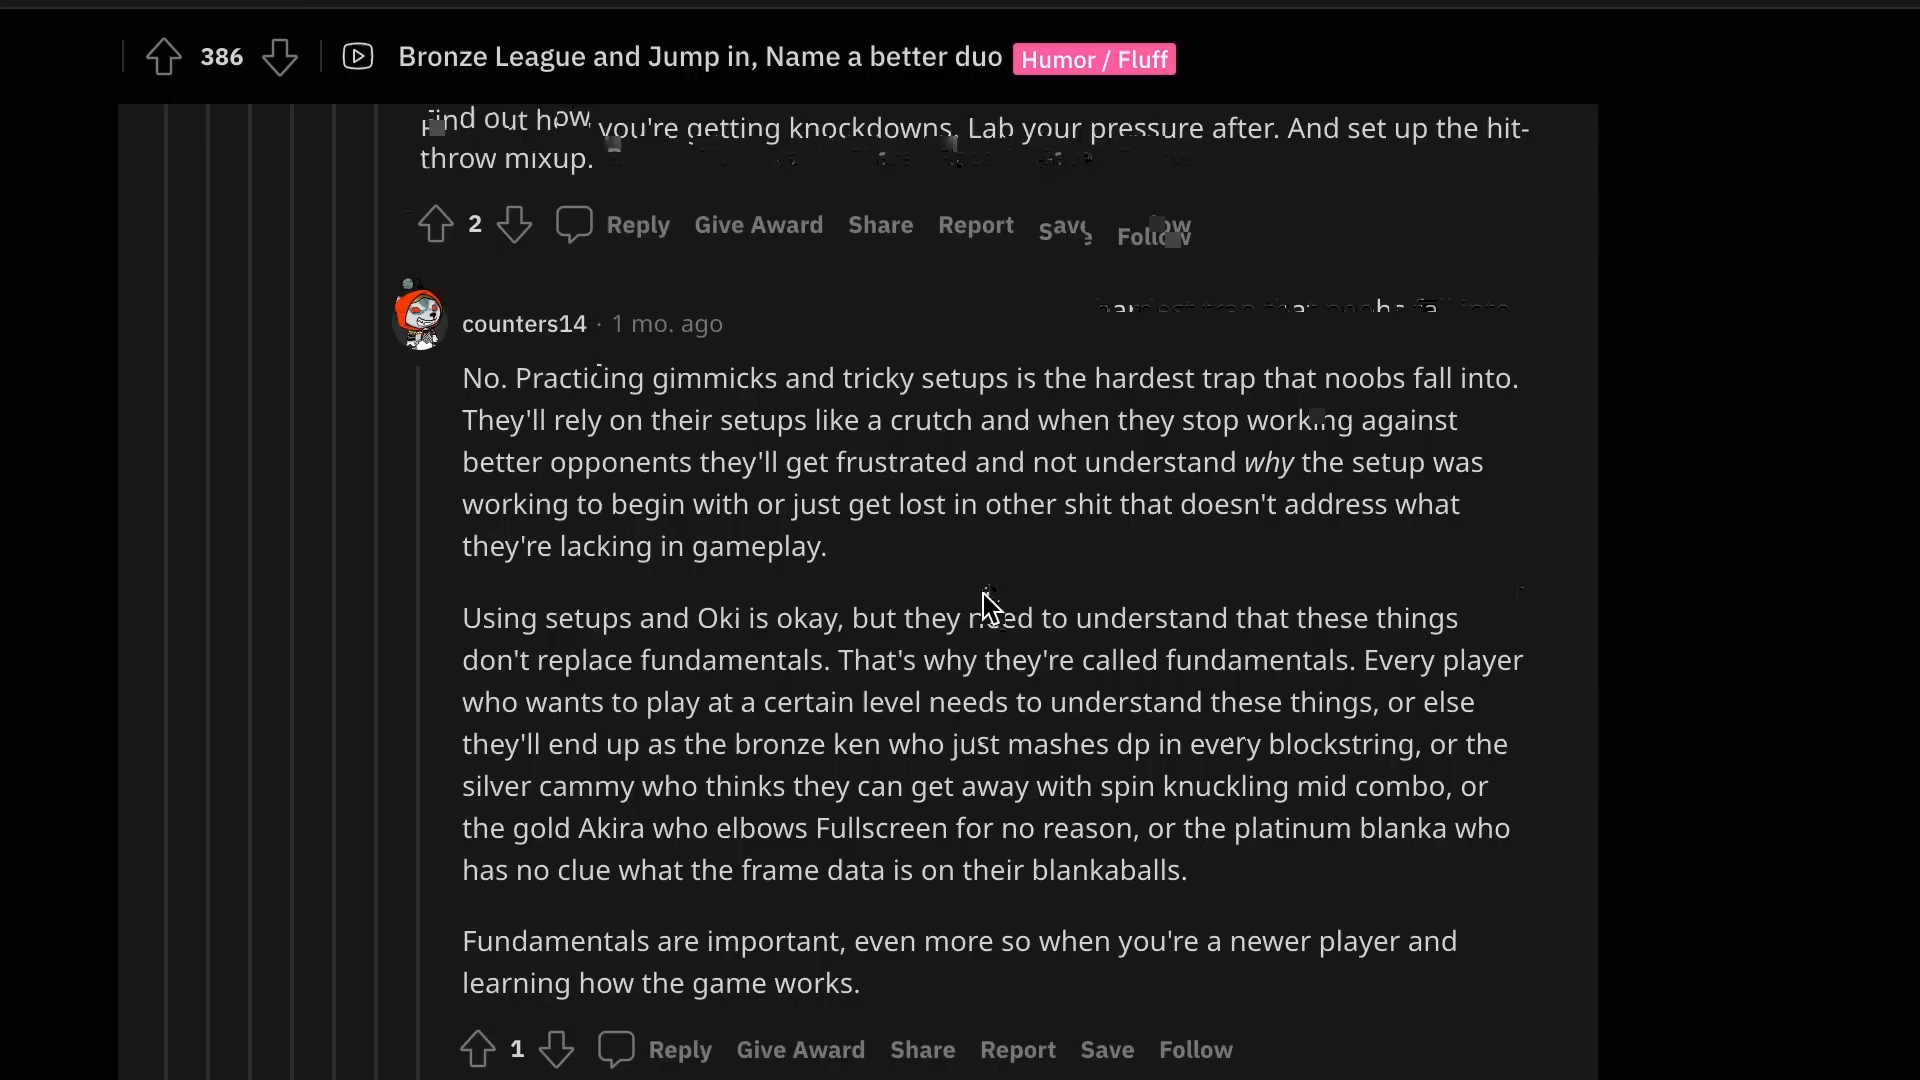 386 Bronze League and Jump in, Name a better duo Humor / Fluff
Find out how you're getting knockdowns. Lab your pressure after. And set up the hit-
throw mixup.
2 Reply Give Award Share Report Save Follow
counters14 · 1 mo. ago
No. Practicing gimmicks and tricky setups is the hardest trap that noobs fall into.
They'll rely on their setups like a crutch and when they stop working against
better opponents they'll get frustrated and not understand why the setup was
working to begin with or just get lost in other shit that doesn't address what
they're lacking in gameplay.
Using setups and Oki is okay, but they need to understand that these things
don't replace fundamentals. That's why they're called fundamentals. Every player
who wants to play at a certain level needs to understand these things, or else
they'll end up as the bronze ken who just mashes dp in every blockstring, or the
silver cammy who thinks they can get away with spin knuckling mid combo, or
the gold Akira who elbows Fullscreen for no reason, or the platinum blanka who
has no clue what the frame data is on their blankaballs.
Fundamentals are important, even more so when you're a newer player and
learning how the game works.
1 Reply Give Award Share Report Save Follow